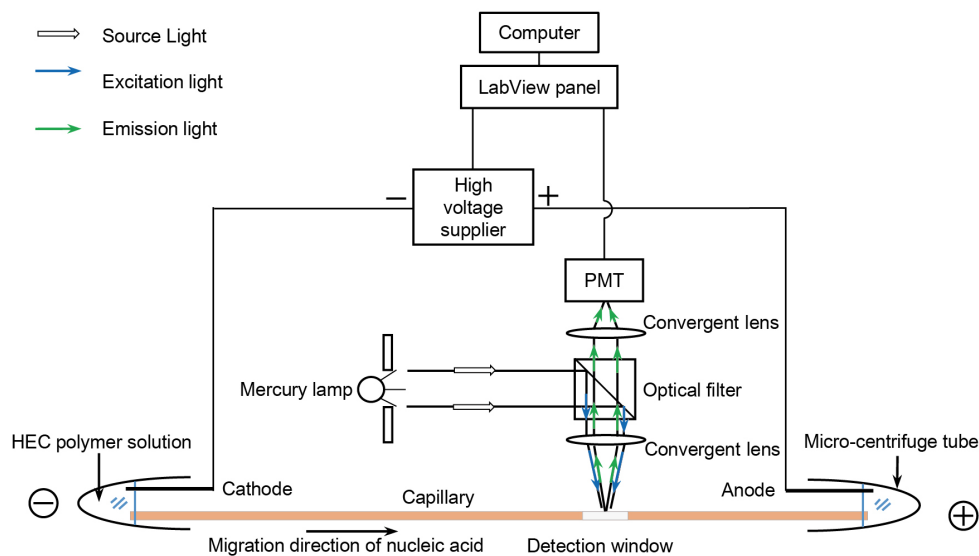 Source Light
Excitation light
Emission light
Computer
LabView panel
−
High
voltage
supplier
+
PMT
Convergent lens
Mercury lamp
Optical filter
HEC polymer solution
Convergent lens
Micro-centrifuge tube
Cathode
Capillary
Anode
−
+
Migration direction of nucleic acid
Detection window